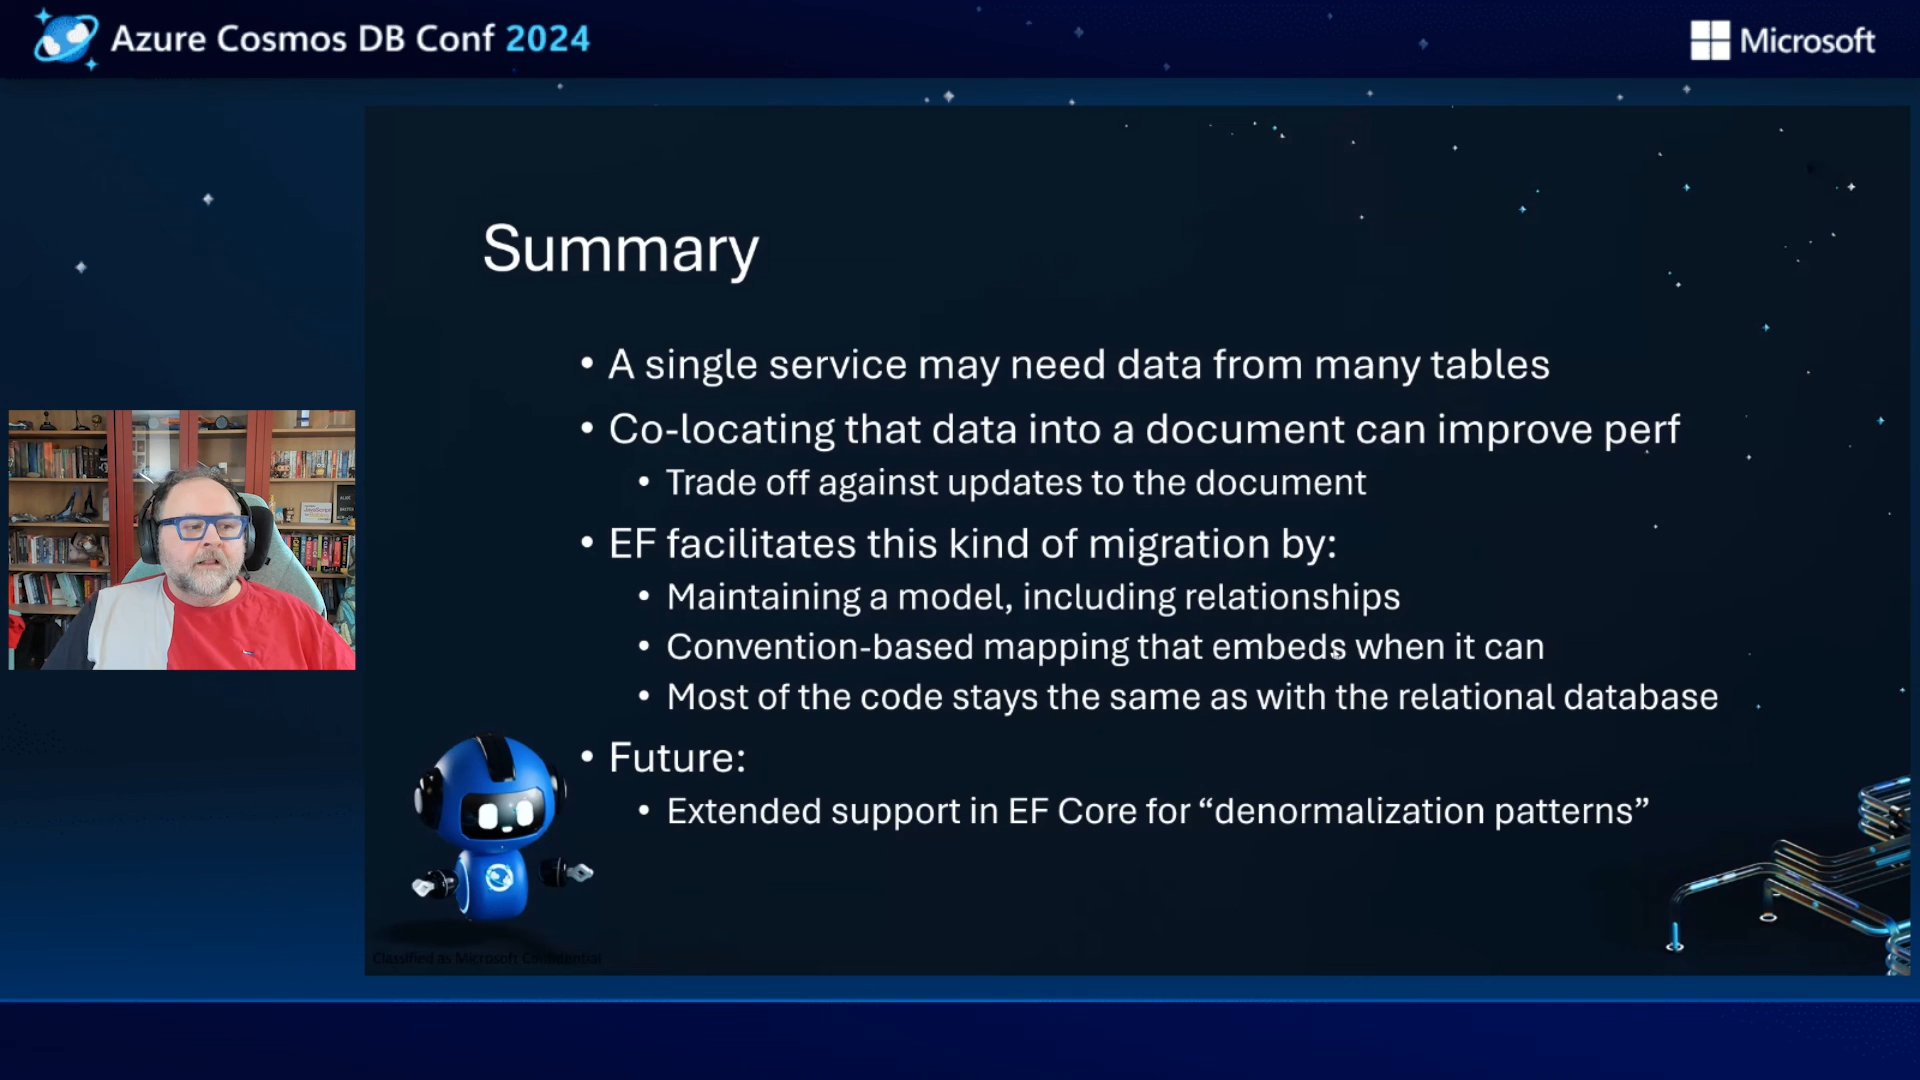 Azure Cosmos DB Conf 2024
Microsoft
Summary
• A single service may need data from many tables
• Co-locating that data into a document can improve perf
• Trade off against updates to the document
• EF facilitates this kind of migration by:
• Maintaining a model, including relationships
• Convention-based mapping that embeds when it can
• Most of the code stays the same as with the relational database
• Future:
• Extended support in EF Core for “denormalization patterns”
Classified as Microsoft Confidential